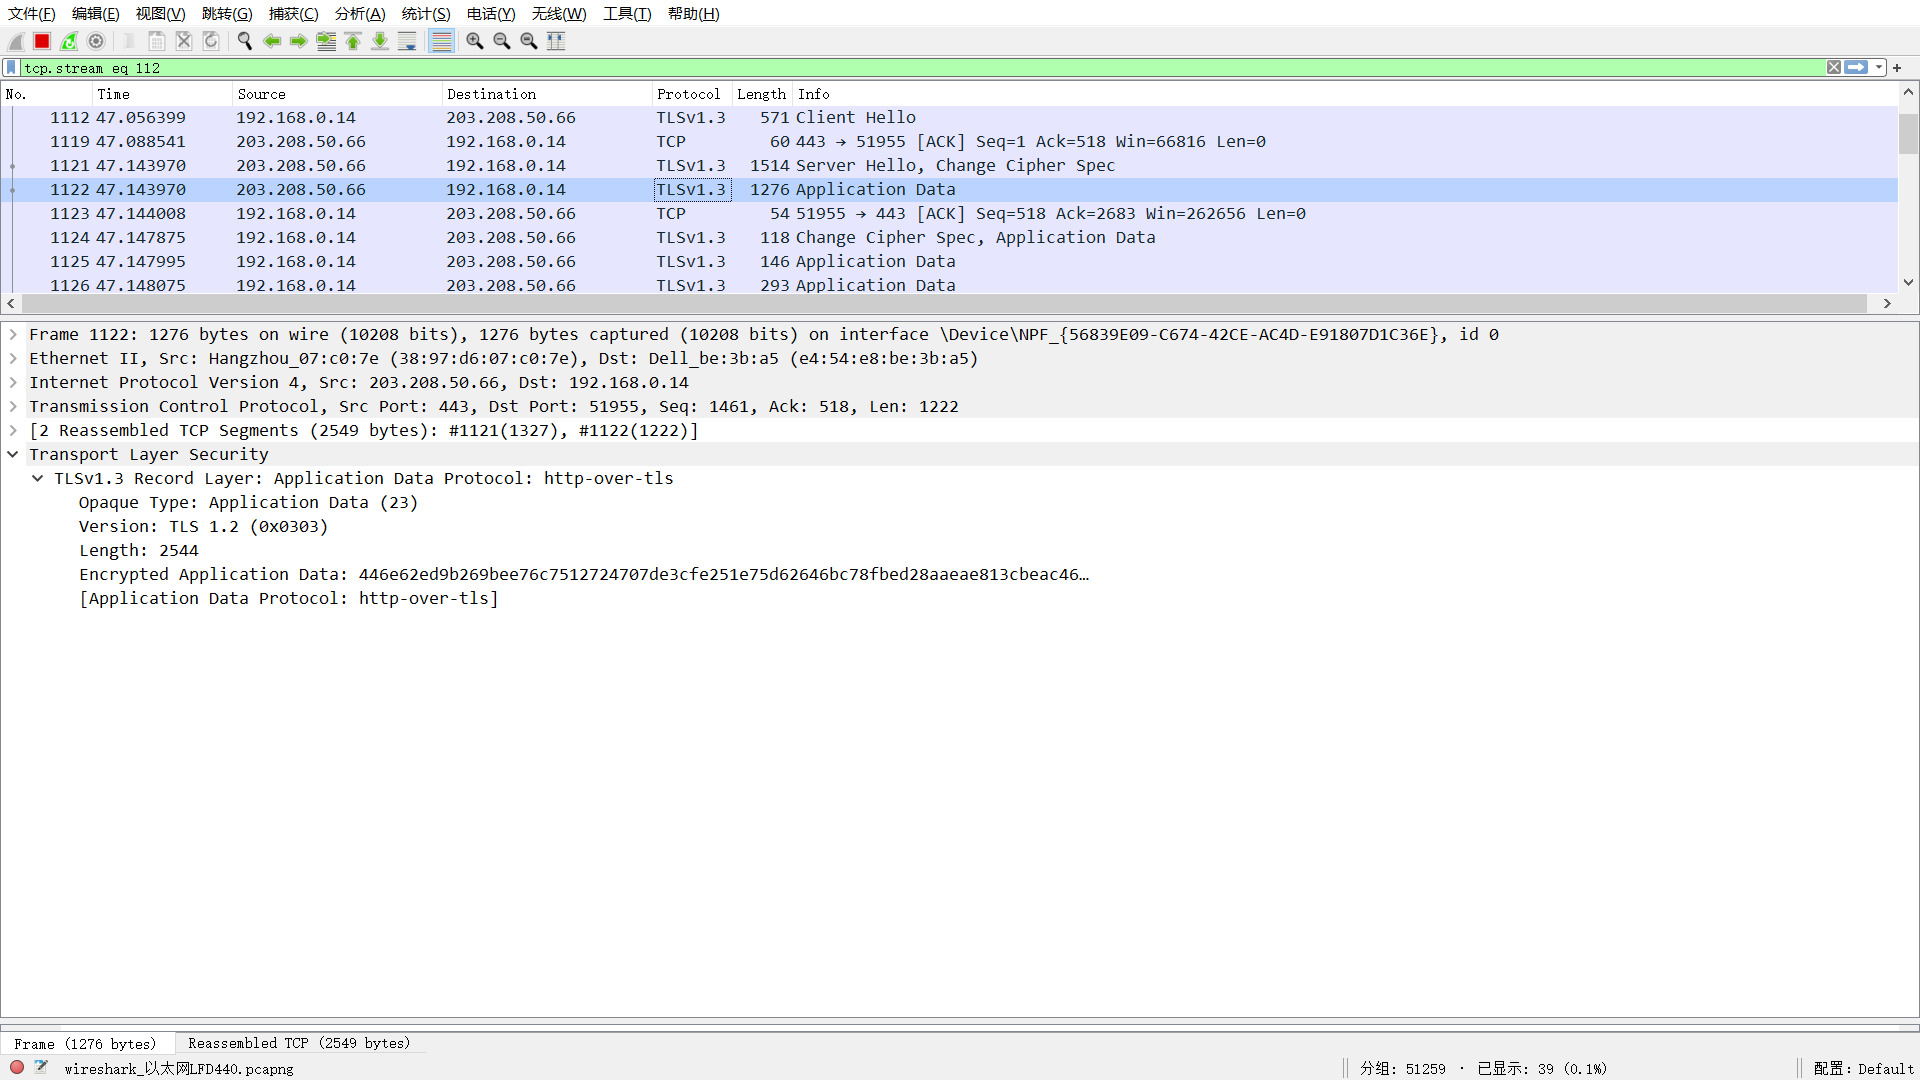 文件(F) 编辑(E) 视图(V) 跳转(G) 捕获(C) 分析(A) 统计(S) 电话(Y) 无线(W) 工具(T) 帮助(H)
tcp.stream eq 112
No. Time Source Destination Protocol Length Info
1112 47.056399 192.168.0.14 203.208.50.66 TLSv1.3 571 Client Hello
1119 47.088541 203.208.50.66 192.168.0.14 TCP 60 443 → 51955 [ACK] Seq=1 Ack=518 Win=66816 Len=0
1121 47.143970 203.208.50.66 192.168.0.14 TLSv1.3 1514 Server Hello, Change Cipher Spec
1122 47.143970 203.208.50.66 192.168.0.14 TLSv1.3 1276 Application Data
1123 47.144008 192.168.0.14 203.208.50.66 TCP 54 51955 → 443 [ACK] Seq=518 Ack=2683 Win=262656 Len=0
1124 47.147875 192.168.0.14 203.208.50.66 TLSv1.3 118 Change Cipher Spec, Application Data
1125 47.147995 192.168.0.14 203.208.50.66 TLSv1.3 146 Application Data
1126 47.148075 192.168.0.14 203.208.50.66 TLSv1.3 293 Application Data
Frame 1122: 1276 bytes on wire (10208 bits), 1276 bytes captured (10208 bits) on interface \Device\NPF_{56839E09-C674-42CE-AC4D-E91807D1C36E}, id 0
Ethernet II, Src: Hangzhou_07:c0:7e (38:97:d6:07:c0:7e), Dst: Dell_be:3b:a5 (e4:54:e8:be:3b:a5)
Internet Protocol Version 4, Src: 203.208.50.66, Dst: 192.168.0.14
Transmission Control Protocol, Src Port: 443, Dst Port: 51955, Seq: 1461, Ack: 518, Len: 1222
[2 Reassembled TCP Segments (2549 bytes): #1121(1327), #1122(1222)]
Transport Layer Security
TLSv1.3 Record Layer: Application Data Protocol: http-over-tls
Opaque Type: Application Data (23)
Version: TLS 1.2 (0x0303)
Length: 2544
Encrypted Application Data: 446e62ed9b269bee76c7512724707de3cfe251e75d62646bc78fbed28aaeae813cbeac46…
[Application Data Protocol: http-over-tls]
Frame (1276 bytes) Reassembled TCP (2549 bytes)
wireshark_以太网LFD440.pcapng 分组: 51259 · 已显示: 39 (0.1%) 配置: Default